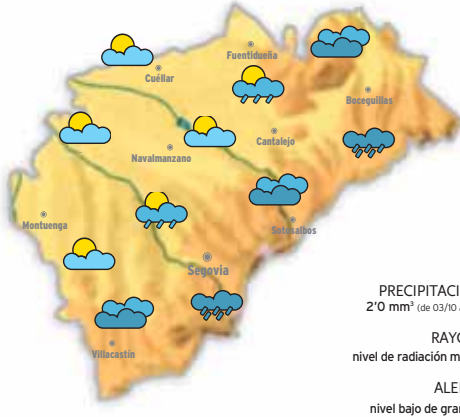 Fuentidueña
Cuéllar
Boceguillas
Cantalejo
Navalmanzano
Montuenga
Sotosalbos
Segovia
Villacastín
PRECIPITACI
2'0 mm³ (de 03/10
RAYO
nivel de radiación m
ALE
nivel bajo de gra